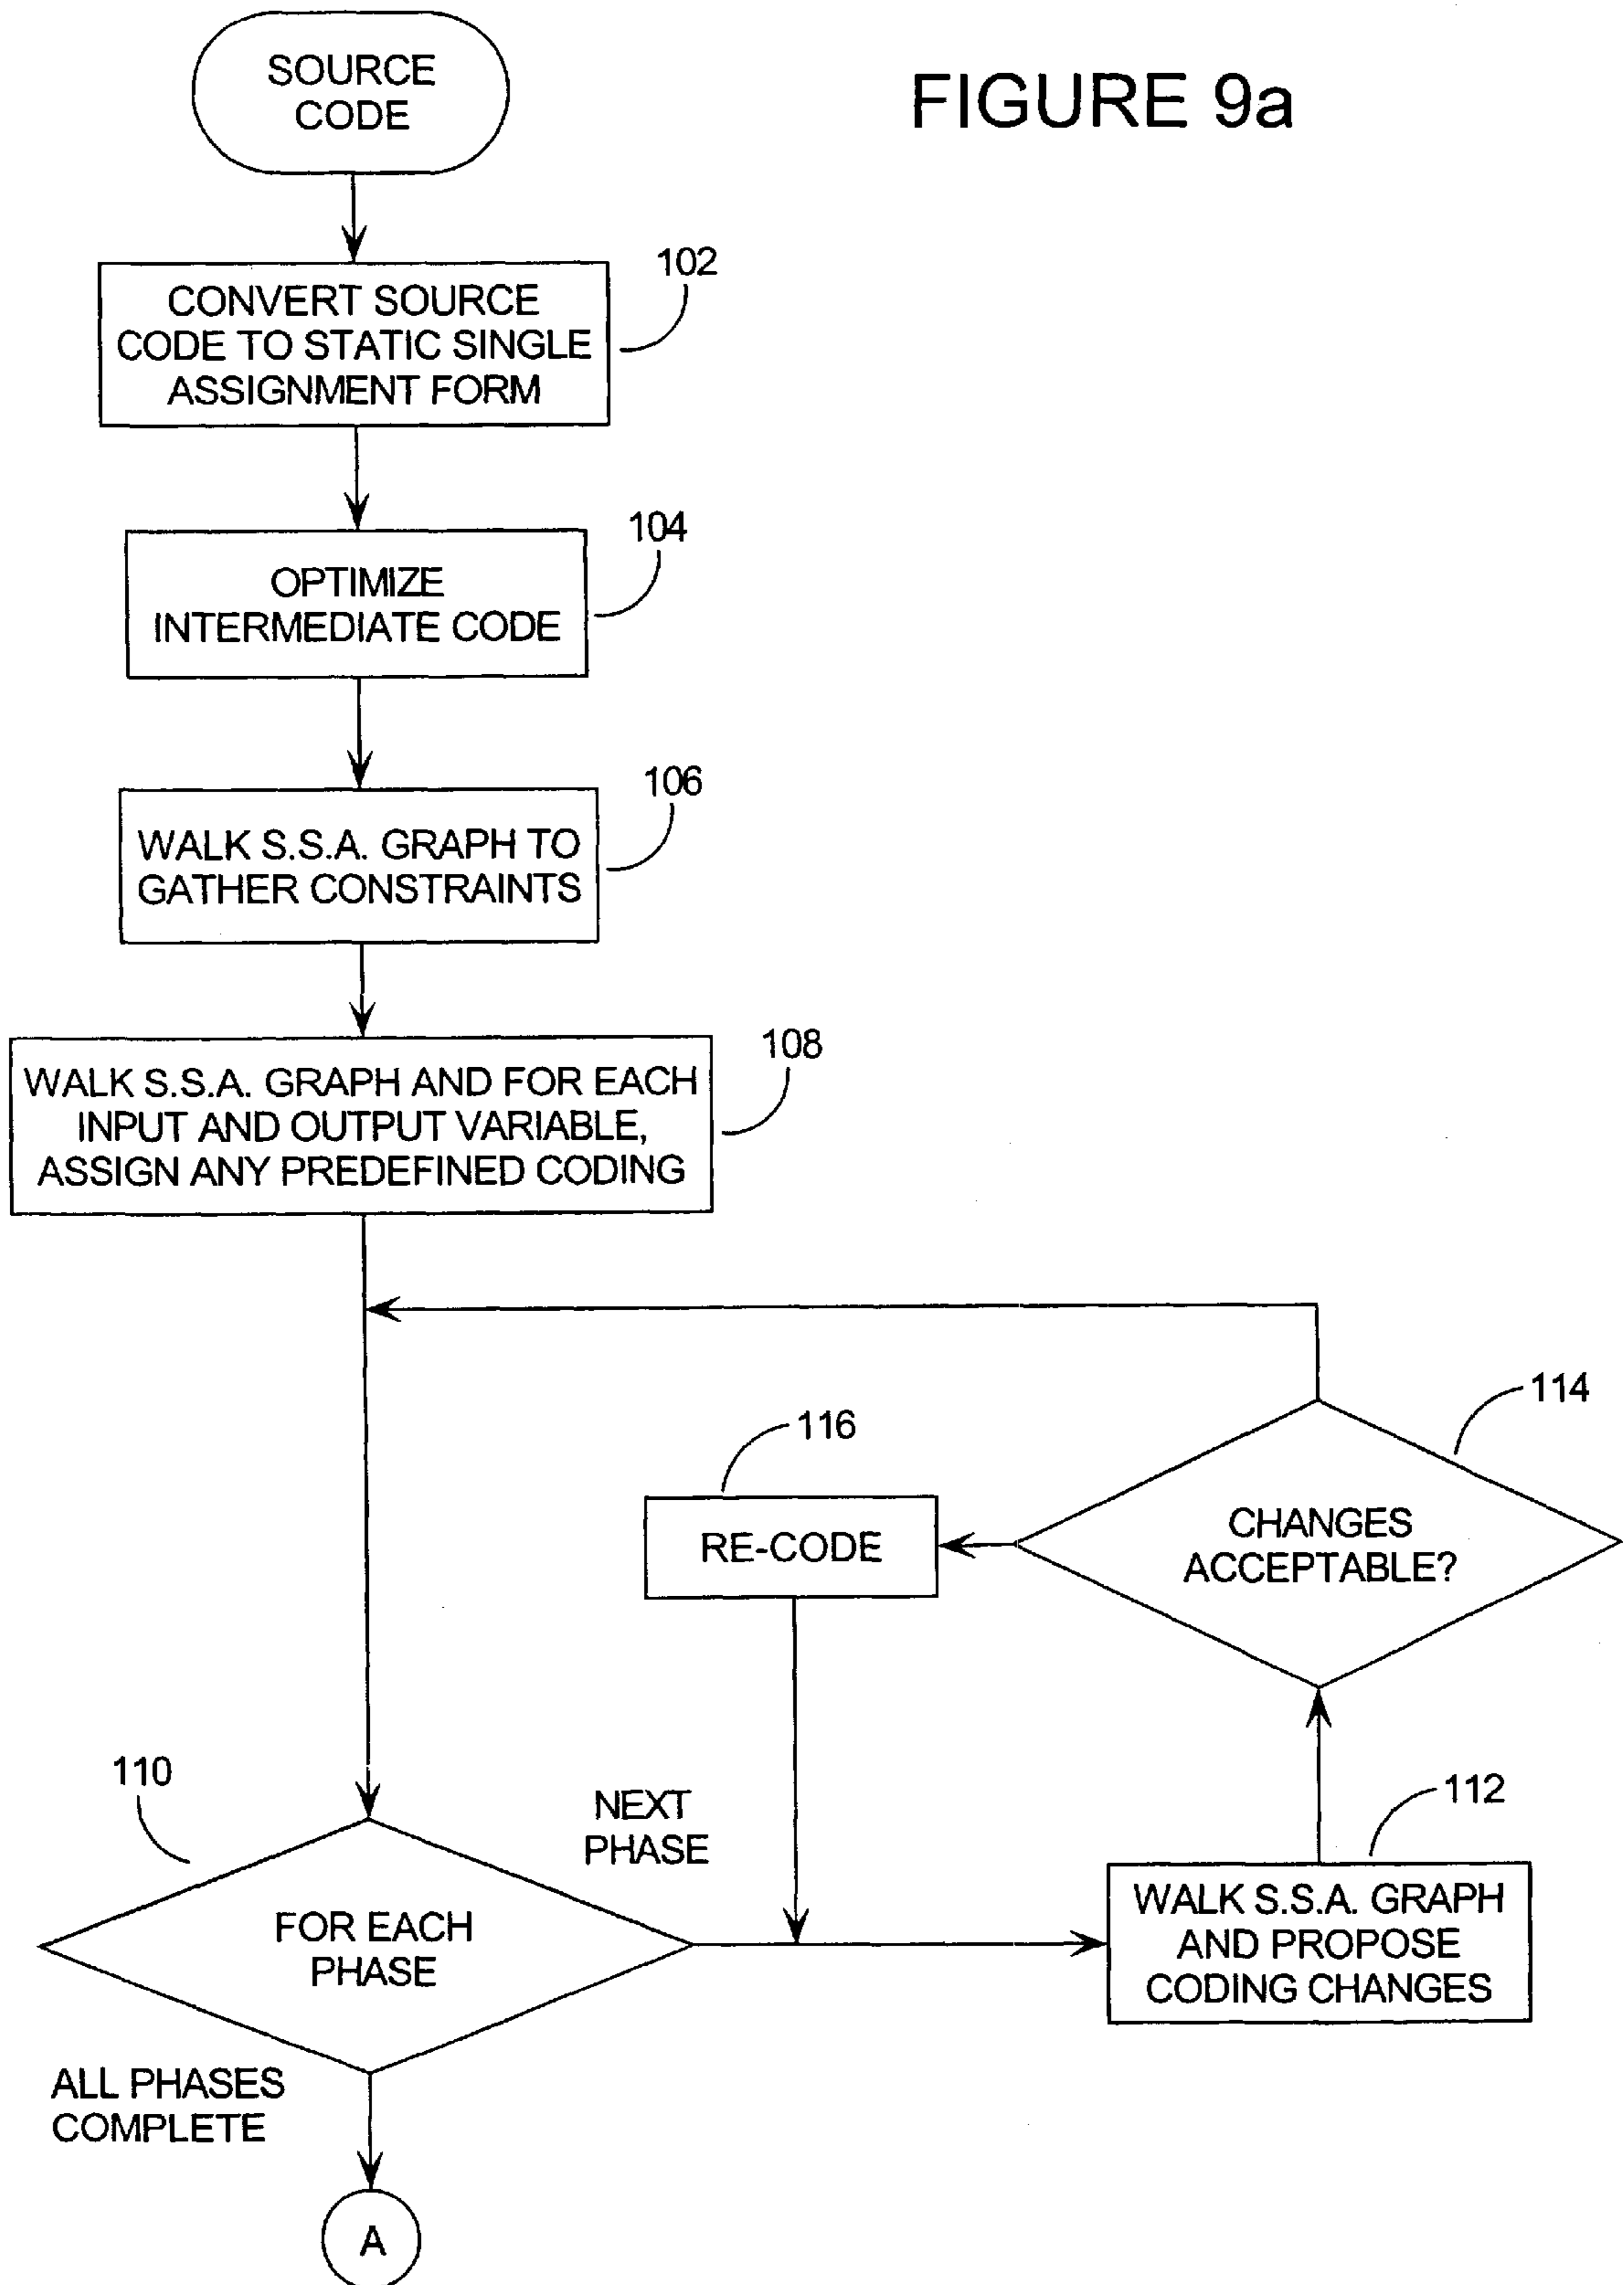 FIGURE 9a
SOURCE
CODE
102
CONVERT SOURCE
CODE TO STATIC SINGLE
ASSIGNMENT FORM
104
OPTIMIZE
INTERMEDIATE CODE
106
WALK S.S.A. GRAPH TO
GATHER CONSTRAINTS
108
WALK S.S.A. GRAPH AND FOR EACH
INPUT AND OUTPUT VARIABLE,
ASSIGN ANY PREDEFINED CODING
114
CHANGES
ACCEPTABLE?
116
RE-CODE
110
FOR EACH
PHASE
NEXT
PHASE
112
WALK S.S.A. GRAPH
AND PROPOSE
CODING CHANGES
ALL PHASES
COMPLETE
A